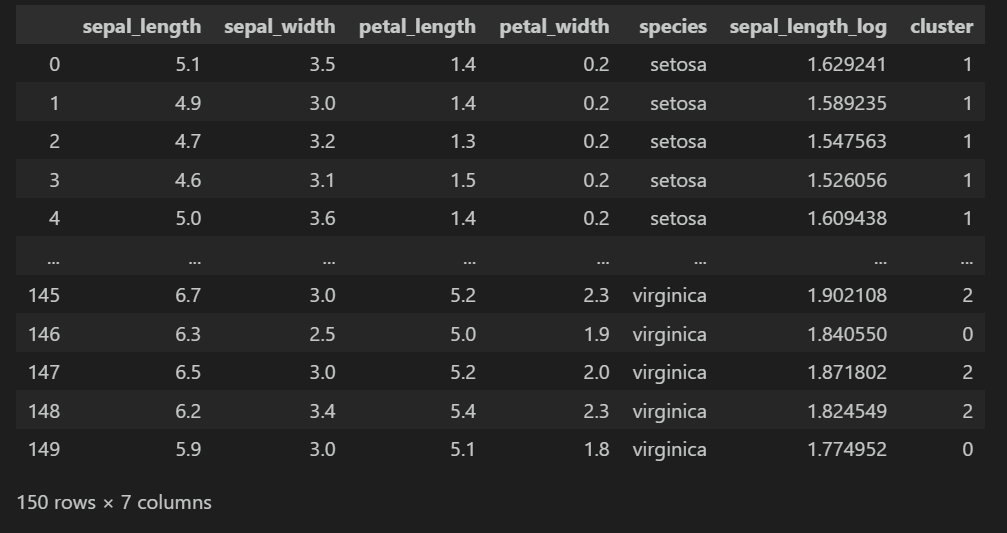 sepal_length sepal_width petal_length petal_width species sepal_length_log cluster
0 5.1 3.5 1.4 0.2 setosa 1.629241 1
1 4.9 3.0 1.4 0.2 setosa 1.589235 1
2 4.7 3.2 1.3 0.2 setosa 1.547563 1
3 4.6 3.1 1.5 0.2 setosa 1.526056 1
4 5.0 3.6 1.4 0.2 setosa 1.609438 1
... ... ... ... ... ... ... ...
145 6.7 3.0 5.2 2.3 virginica 1.902108 2
146 6.3 2.5 5.0 1.9 virginica 1.840550 0
147 6.5 3.0 5.2 2.0 virginica 1.871802 2
148 6.2 3.4 5.4 2.3 virginica 1.824549 2
149 5.9 3.0 5.1 1.8 virginica 1.774952 0
150 rows × 7 columns